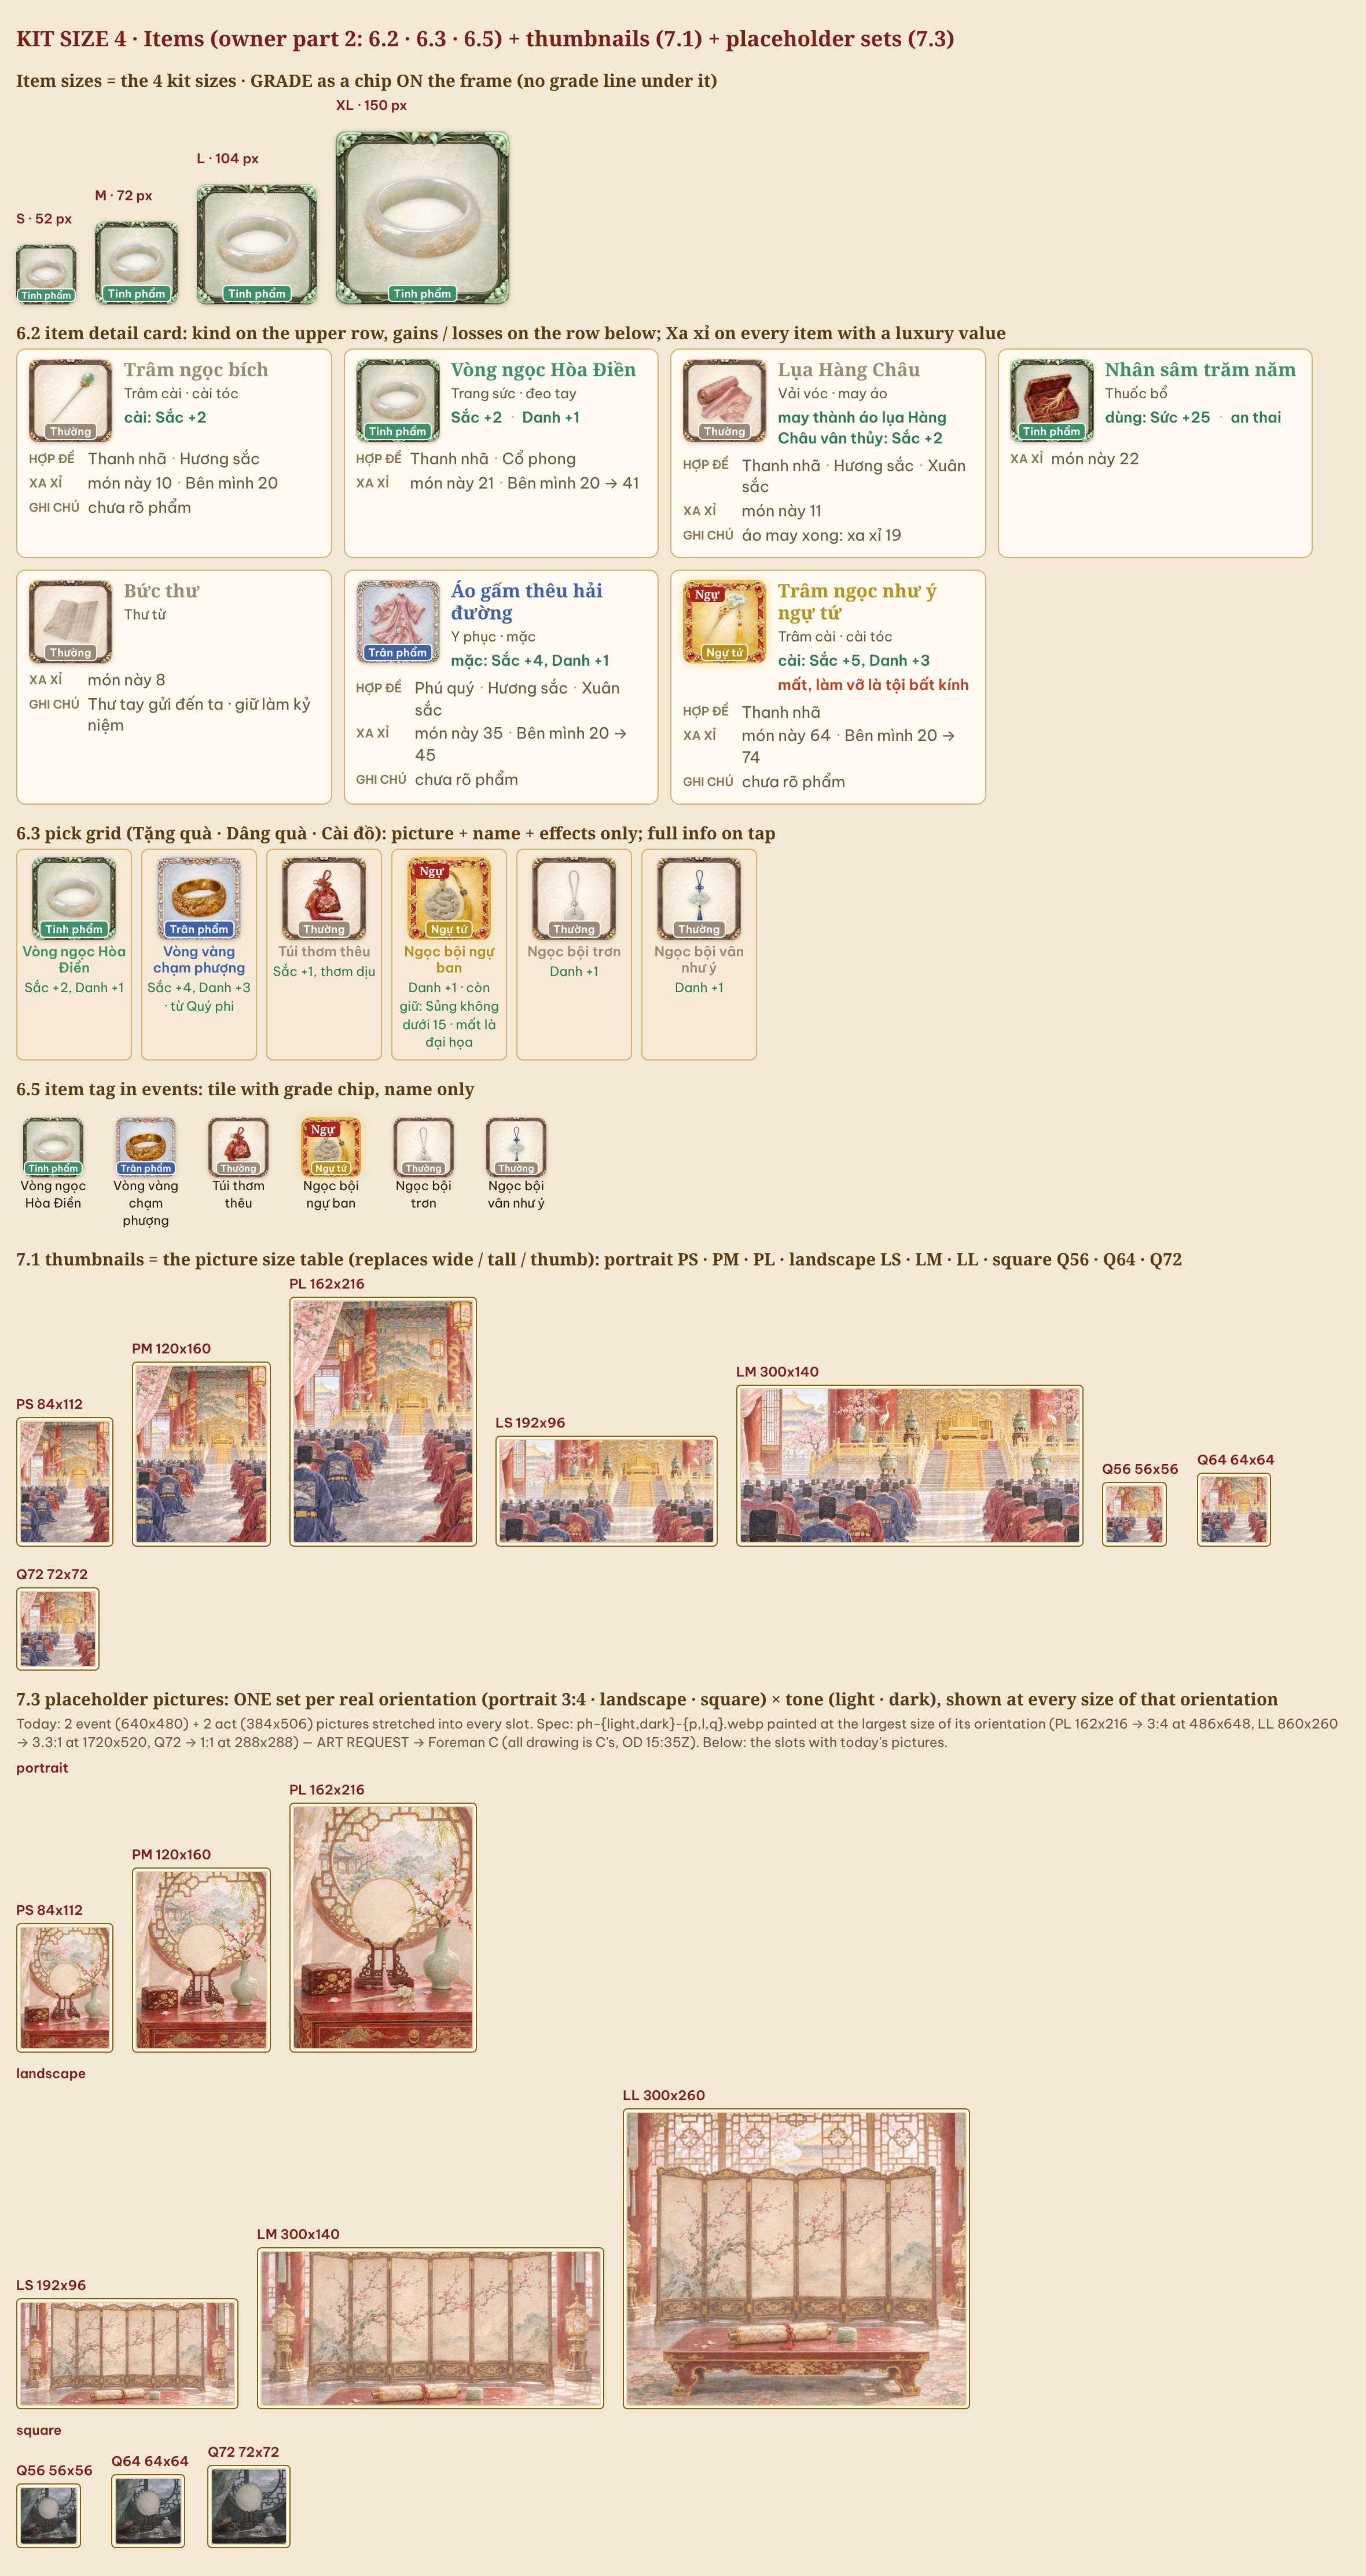 KIT SIZE 4 · Items (owner part 2: 6.2 · 6.3 · 6.5) + thumbnails (7.1) + placeholder sets (7.3)
Item sizes = the 4 kit sizes · GRADE as a chip ON the frame (no grade line under it)
XL · 150 px
L · 104 px
M · 72 px
S · 52 px
Tinh phẩm
Tinh phẩm
Tinh phẩm
Tinh phẩm
6.2 item detail card: kind on the upper row, gains / losses on the row below; Xa xỉ on every item with a luxury value
Trâm ngọc bích
Trâm cài · cài tóc
cài: Sắc +2
Thường
HỢP ĐỀ Thanh nhã · Hương sắc
XA XỈ món này 10 · Bên mình 20
GHI CHÚ chưa rõ phẩm
Vòng ngọc Hòa Điền
Trang sức · đeo tay
Sắc +2 · Danh +1
Tinh phẩm
HỢP ĐỀ Thanh nhã · Cổ phong
XA XỈ món này 21 · Bên mình 20 → 41
Lụa Hàng Châu
Vải vóc · may áo
may thành áo lụa Hàng
Châu vân thủy: Sắc +2
Thường
HỢP ĐỀ Thanh nhã · Hương sắc · Xuân
sắc
XA XỈ món này 11
GHI CHÚ áo may xong: xa xỉ 19
Nhân sâm trăm năm
Thuốc bổ
dùng: Sức +25 · an thai
Tinh phẩm
XA XỈ món này 22
Bức thư
Thư từ
Thường
XA XỈ món này 8
GHI CHÚ Thư tay gửi đến ta · giữ làm kỷ
niệm
Áo gấm thêu hải
đường
Y phục · mặc
mặc: Sắc +4, Danh +1
Trân phẩm
HỢP ĐỀ Phú quý · Hương sắc · Xuân
sắc
XA XỈ món này 35 · Bên mình 20 →
45
GHI CHÚ chưa rõ phẩm
Ngự
Trâm ngọc như ý
ngự tứ
Trâm cài · cài tóc
cài: Sắc +5, Danh +3
mất, làm vỡ là tội bất kính
Ngự tứ
HỢP ĐỀ Thanh nhã
XA XỈ món này 64 · Bên mình 20 →
74
GHI CHÚ chưa rõ phẩm
6.3 pick grid (Tặng quà · Dâng quà · Cài đồ): picture + name + effects only; full info on tap
Tinh phẩm
Vòng ngọc Hòa
Điền
Sắc +2, Danh +1
Trân phẩm
Vòng vàng
chạm phượng
Sắc +4, Danh +3
· từ Quý phi
Thường
Túi thơm thêu
Sắc +1, thơm dịu
Ngự
Ngự tứ
Ngọc bội ngự
ban
Danh +1 · còn
giữ: Sủng không
dưới 15 · mất là
đại họa
Thường
Ngọc bội trơn
Danh +1
Thường
Ngọc bội vân
như ý
Danh +1
6.5 item tag in events: tile with grade chip, name only
Tinh phẩm
Vòng ngọc
Hòa Điền
Trân phẩm
Vòng vàng
chạm
phượng
Thường
Túi thơm
thêu
Ngự
Ngự tứ
Ngọc bội
ngự ban
Thường
Ngọc bội
trơn
Thường
Ngọc bội
vân như ý
7.1 thumbnails = the picture size table (replaces wide / tall / thumb): portrait PS · PM · PL · landscape LS · LM · LL · square Q56 · Q64 · Q72
PL 162x216
PM 120x160
PS 84x112
LS 192x96
LM 300x140
Q56 56x56
Q64 64x64
Q72 72x72
7.3 placeholder pictures: ONE set per real orientation (portrait 3:4 · landscape · square) × tone (light · dark), shown at every size of that orientation
Today: 2 event (640x480) + 2 act (384x506) pictures stretched into every slot. Spec: ph-{light,dark}-{p,l,q}.webp painted at the largest size of its orientation (PL 162x216 → 3:4 at 486x648, LL 860x260
→ 3.3:1 at 1720x520, Q72 → 1:1 at 288x288) — ART REQUEST → Foreman C (all drawing is C's, OD 15:35Z). Below: the slots with today's pictures.
portrait
PL 162x216
PM 120x160
PS 84x112
landscape
LL 300x260
LM 300x140
LS 192x96
square
Q56 56x56
Q64 64x64
Q72 72x72